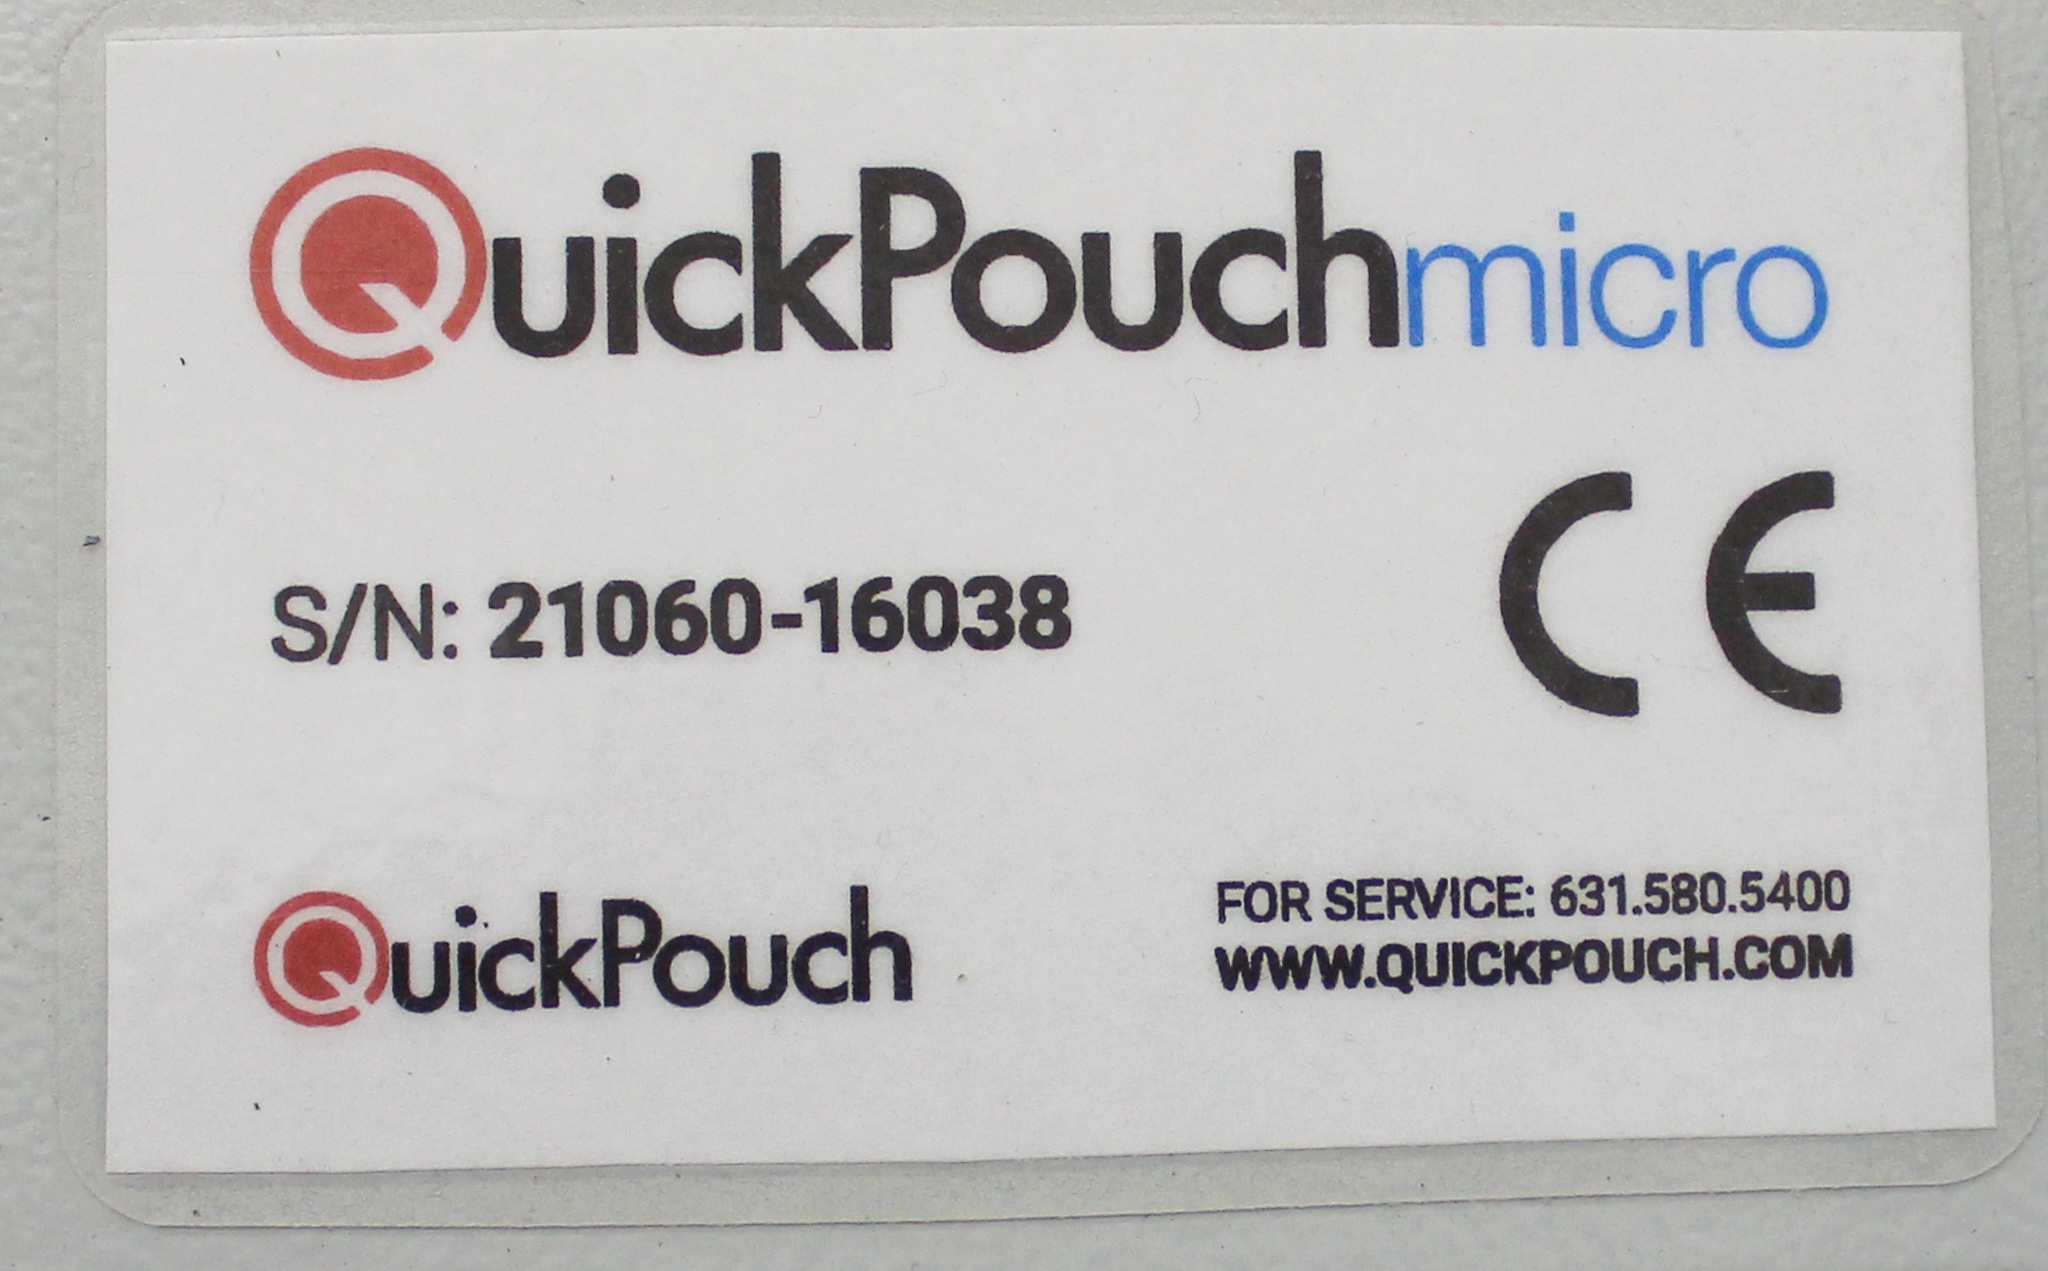 QuickPouchmicro
S/N: 21060-16038
CE
QuickPouch
FOR SERVICE: 631.580.5400
WWW.QUICKPOUCH.COM